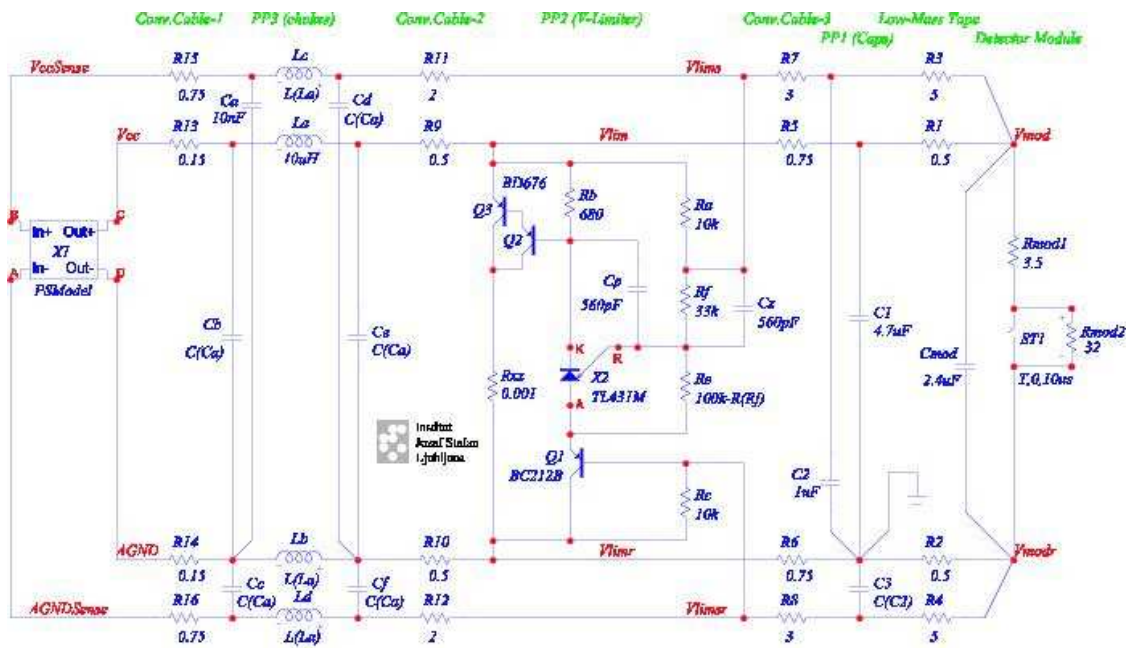 Conv.Cable-1 PP3 (chokes) Conv.Cable-2 PP2 (V-Limiter) Conv.Cable-3 Low-Mass Tape
PP1 (Caps) Detector Module
R15 Lc R11 R7 R3
VccSense Vlims
0.75 L(La) 2 3 5
Ca 10nF
Cd C(Ca)
R13 La R9 R5 R1
Vcc Vlim Vmod
0.15 10uH 0.5 0.75 0.5
BD676
Q3
Q2
Rb 680
Ra 10k
B C
In+ Out+
X1
In- Out-
A D
PSModel
Rmod1 3.5
Cp 560pF
Rf 33k
Cz 560pF
C1 4.7uF
ST1
Rmod2 32
T,0,10us
Cb C(Ca)
Ce C(Ca)
K
R
X2
TL431M
A
Rxz 0.001
100k-R(Rf)
Cmod 2.4uF
Institut
Jozef Stefan
Ljubljana
Q1
BC212B
Rc 10k
C2 1uF
R14 Lb R10 R6 R2
AGND Vlimr Vmodr
0.15 L(La) 0.5 0.75 0.5
Cc C(Ca)
Cf C(Ca)
C3
R16 Ld R12 R8 R4
AGNDSense Vlimsr
0.75 L(La) 2 3 5